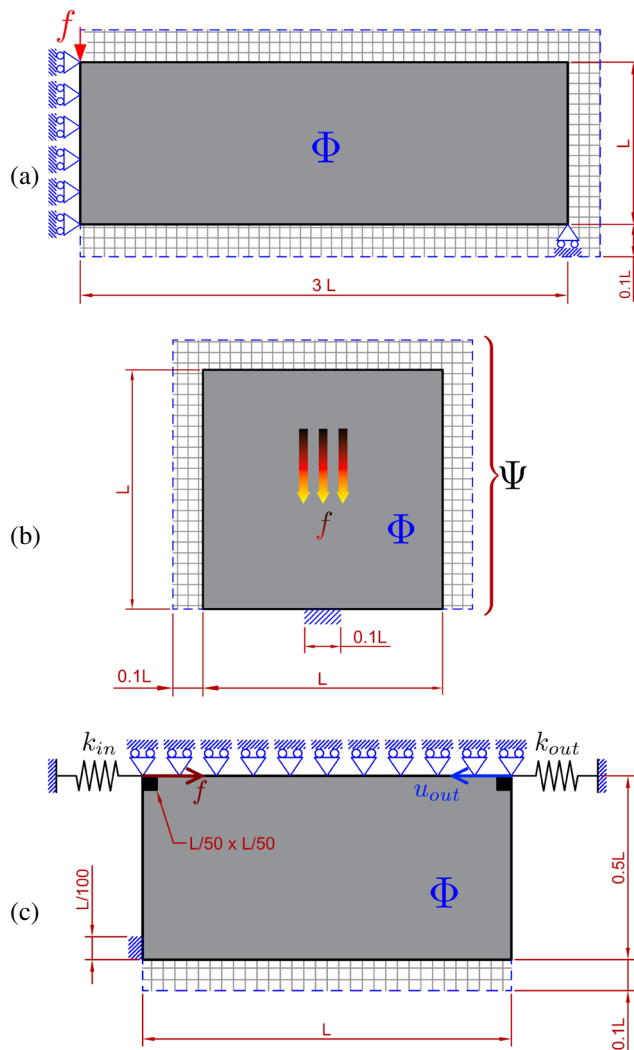 f
Φ
L
(a)
3 L
0.1L
L
f
Φ
Ψ
(b)
0.1L
0.1L
L
k_in
k_out
f
u_out
L/50 x L/50
L/100
Φ
0.5L
(c)
L
0.1L